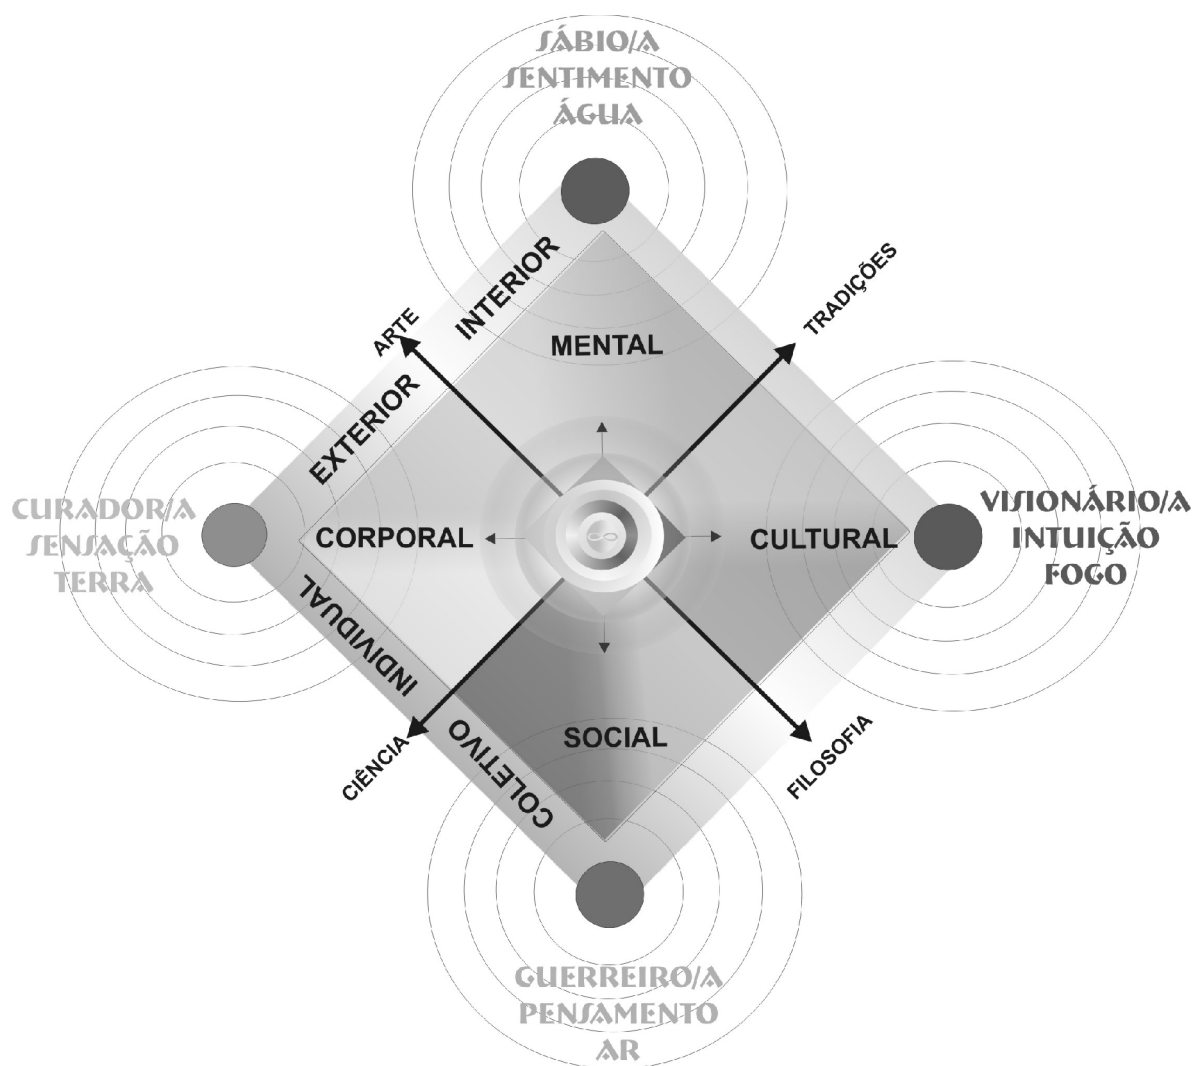 SÁBIO/A
SENTIMENTO
ÁGUA
INTERIOR
TRADIÇÕES
ARTE
MENTAL
EXTERIOR
CURADOR/A
SENSAÇÃO
TERRA
CORPORAL
CULTURAL
VISIONÁRIO/A
INTUIÇÃO
FOGO
INDIVIDUAL
COLETIVO
CIÊNCIA
SOCIAL
FILOSOFIA
GUERREIRO/A
PENSAMENTO
AR